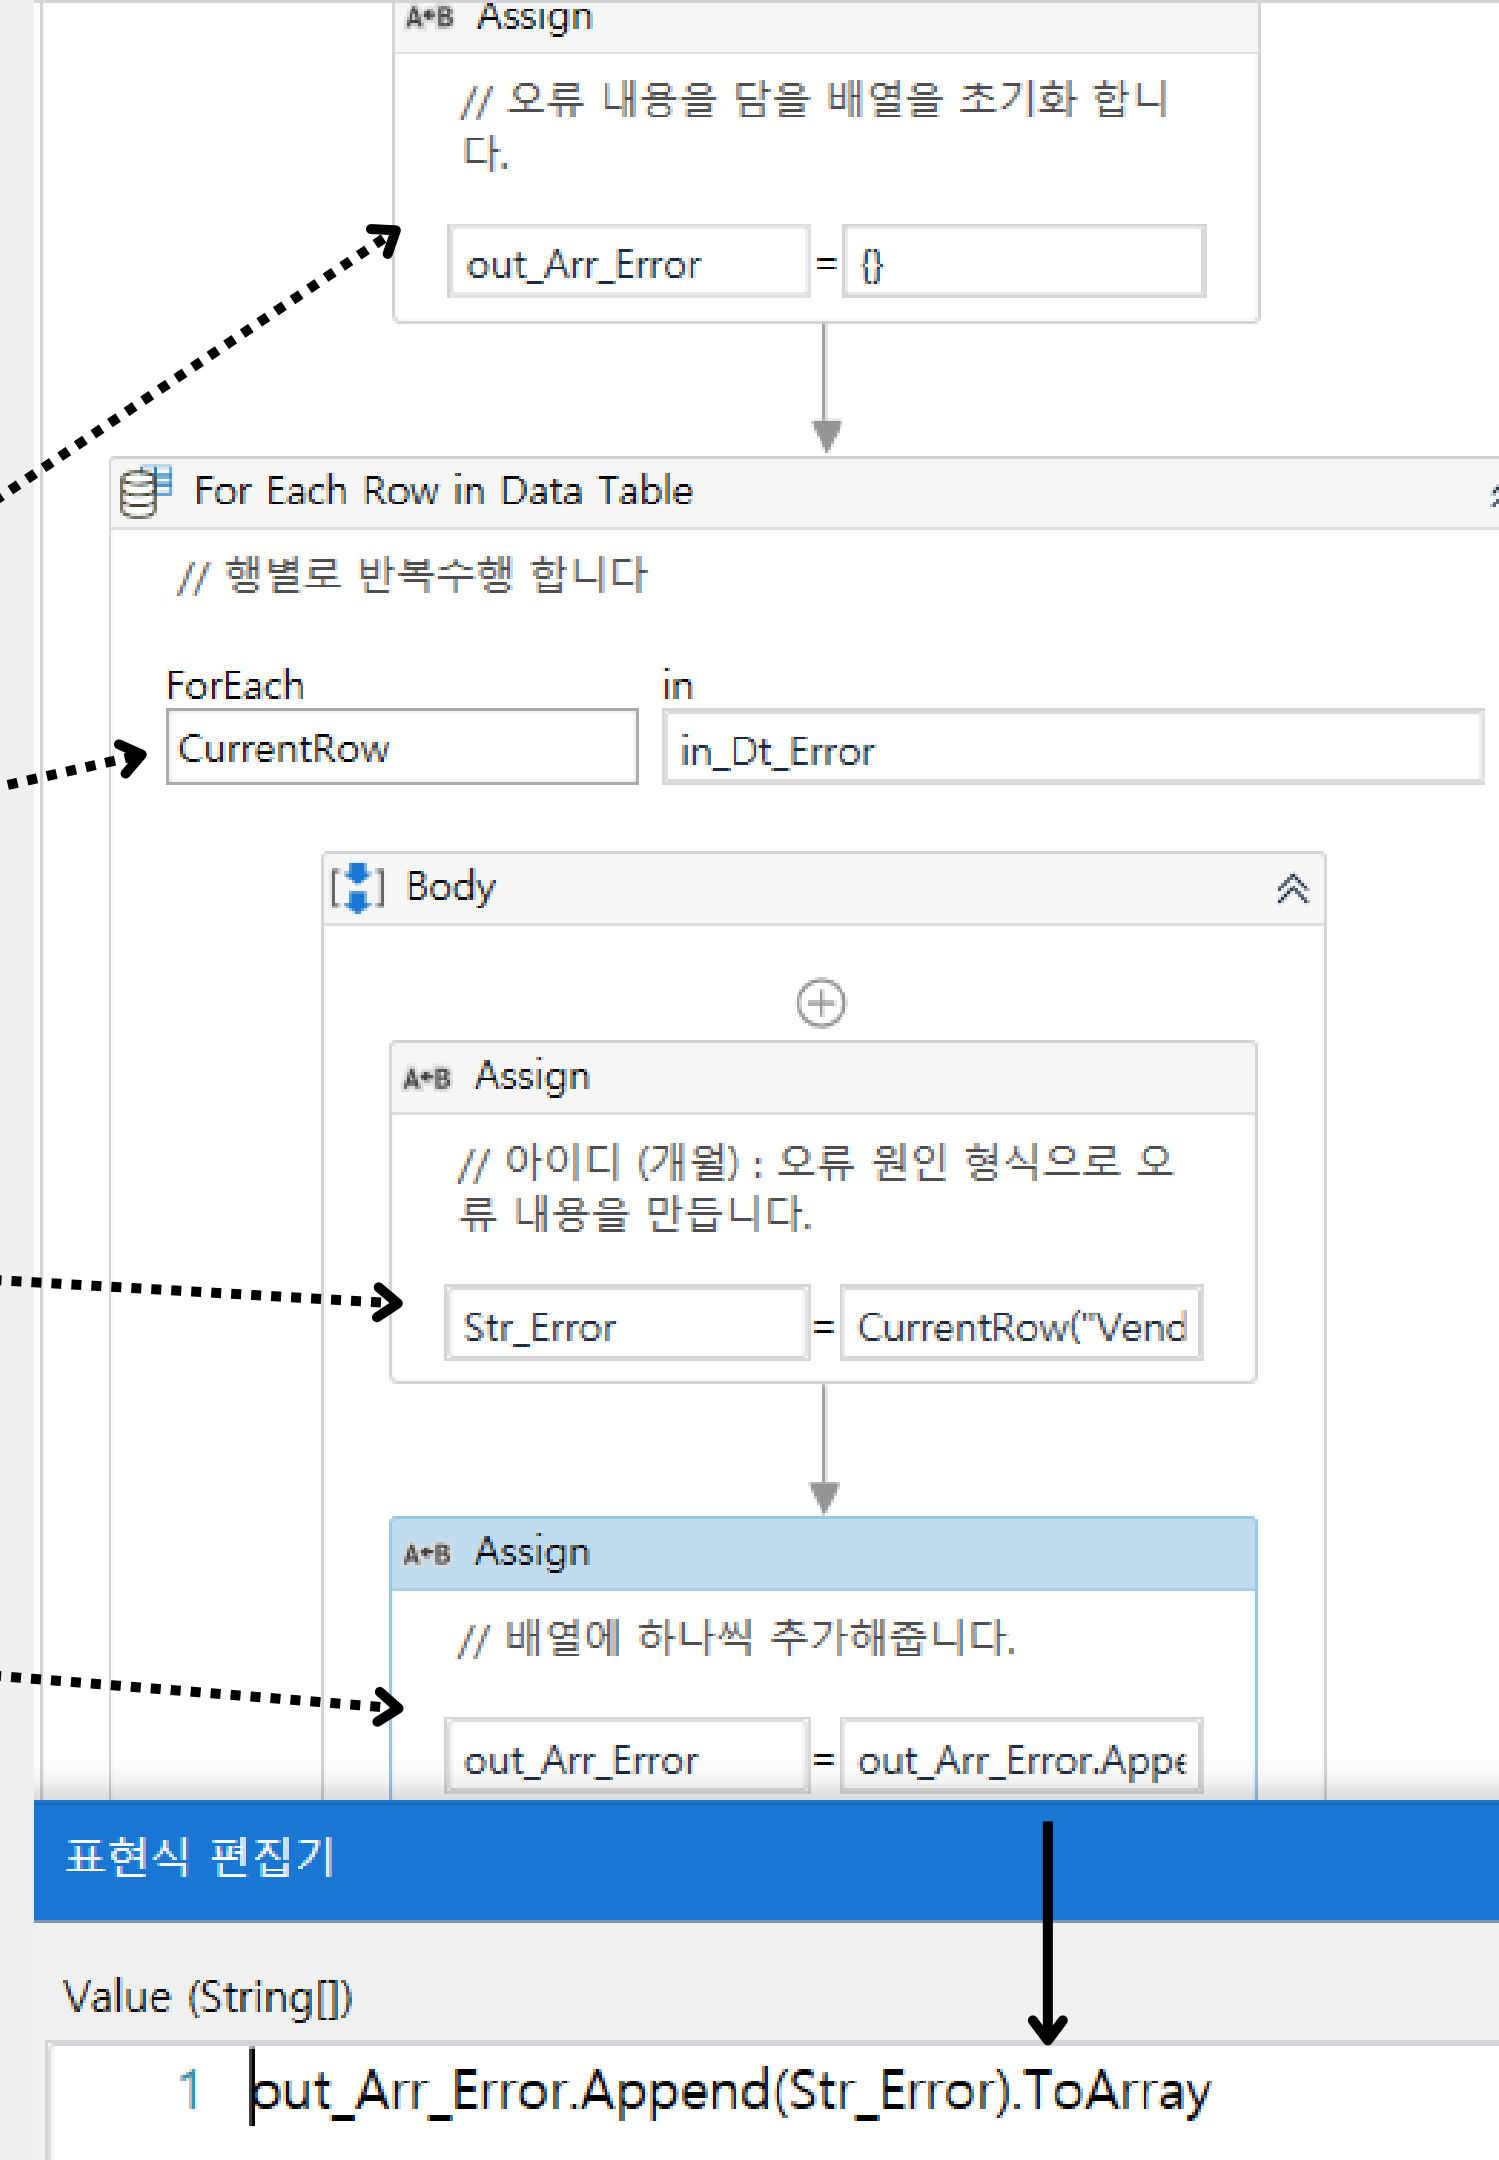 A←B Assign
// 오류 내용을 담을 배열을 초기화 합니
다.
out_Arr_Error = {}
For Each Row in Data Table
// 행별로 반복수행 합니다
ForEach in
CurrentRow in_Dt_Error
Body
A←B Assign
// 아이디 (개월) : 오류 원인 형식으로 오
류 내용을 만듭니다.
Str_Error = CurrentRow("Vend
A←B Assign
// 배열에 하나씩 추가해줍니다.
out_Arr_Error = out_Arr_Error.Appe
표현식 편집기
Value (String[])
1 out_Arr_Error.Append(Str_Error).ToArray